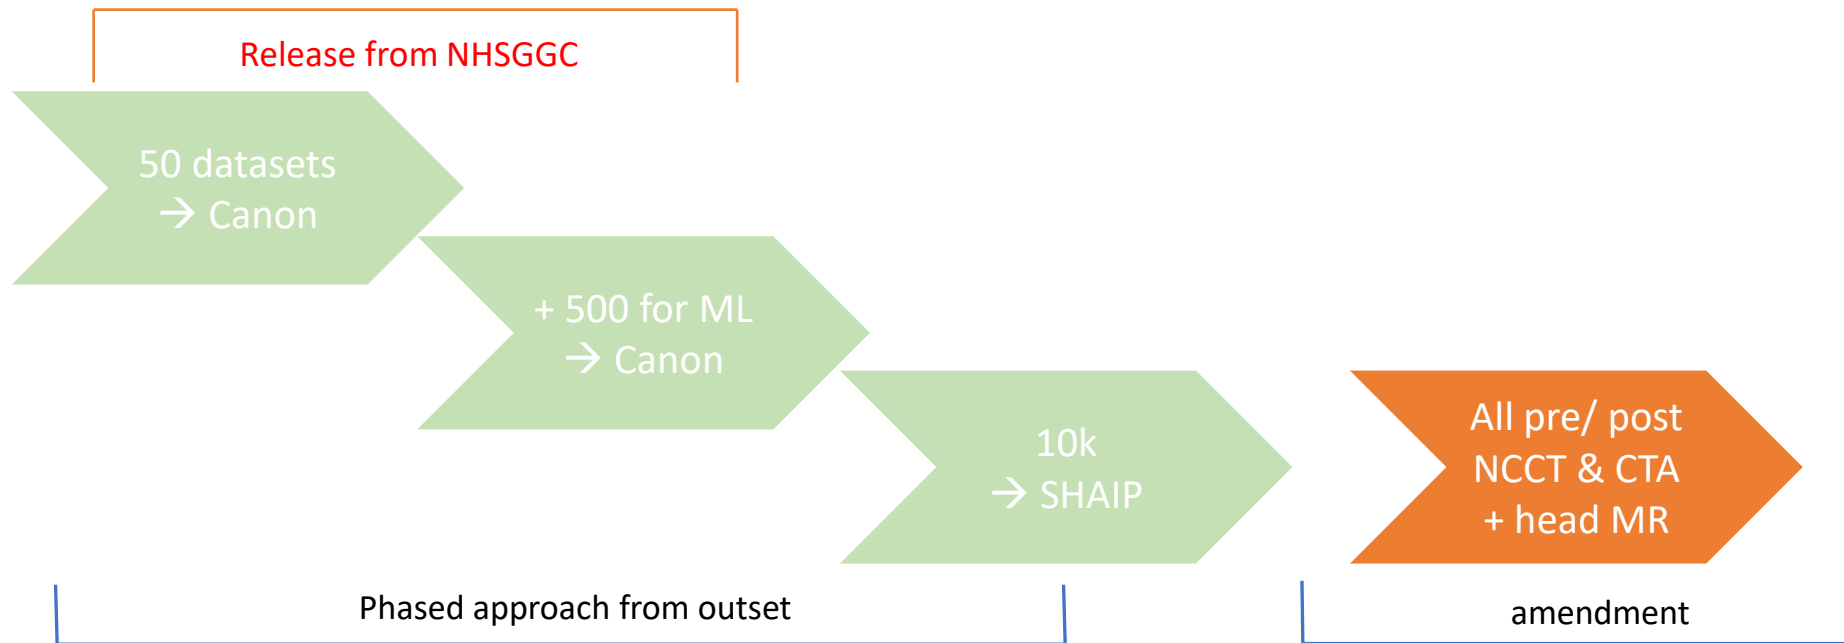 Release from NHSGGC
50 datasets
→ Canon
+ 500 for ML
→ Canon
10k
→ SHAIP
All pre/ post
NCCT & CTA
+ head MR
Phased approach from outset
amendment